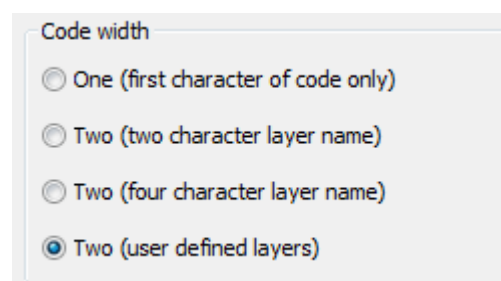 Code width
One (first character of code only)
Two (two character layer name)
Two (four character layer name)
Two (user defined layers)